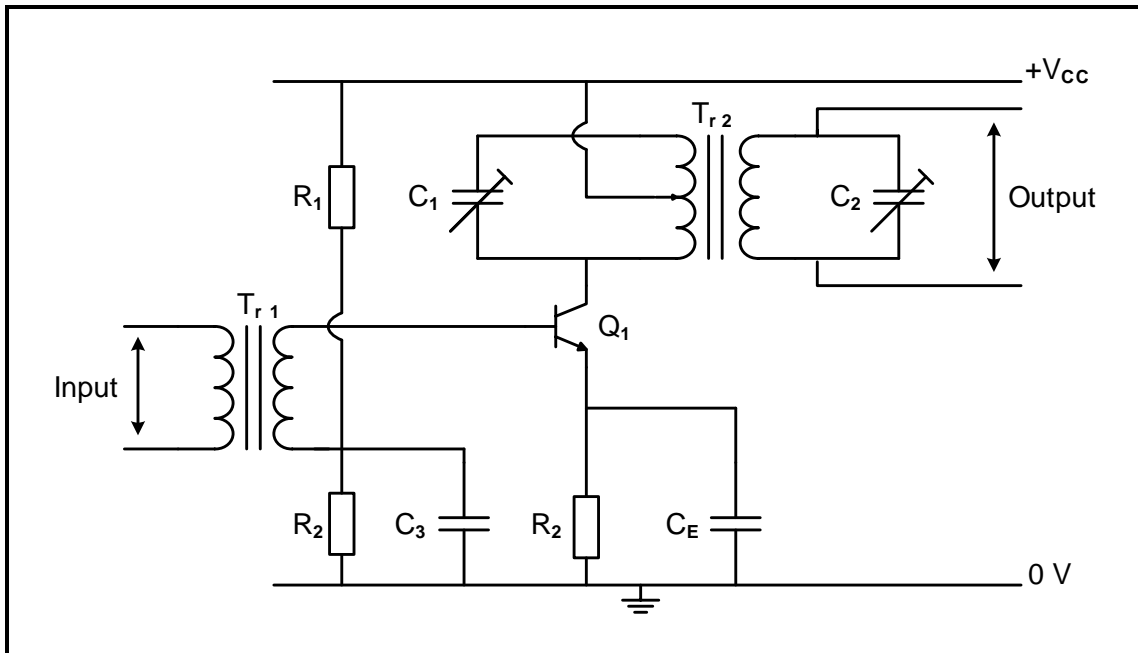 +VCC
Tr 2
R1
C1
C2
Output
Tr 1
Q1
Input
R2
C3
R2
CE
0 V